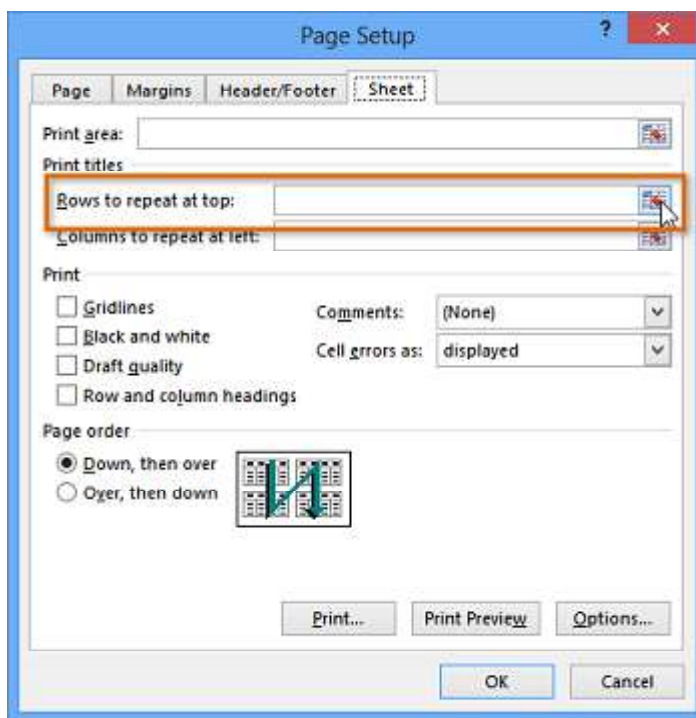 Page Setup
?
Page Margins Header/Footer Sheet
Print area:
Print titles
Rows to repeat at top:
Columns to repeat at left:
Print
Gridlines
Comments: (None)
Black and white
Cell errors as: displayed
Draft quality
Row and column headings
Page order
Down, then over
Over, then down
Print... Print Preview Options...
OK Cancel